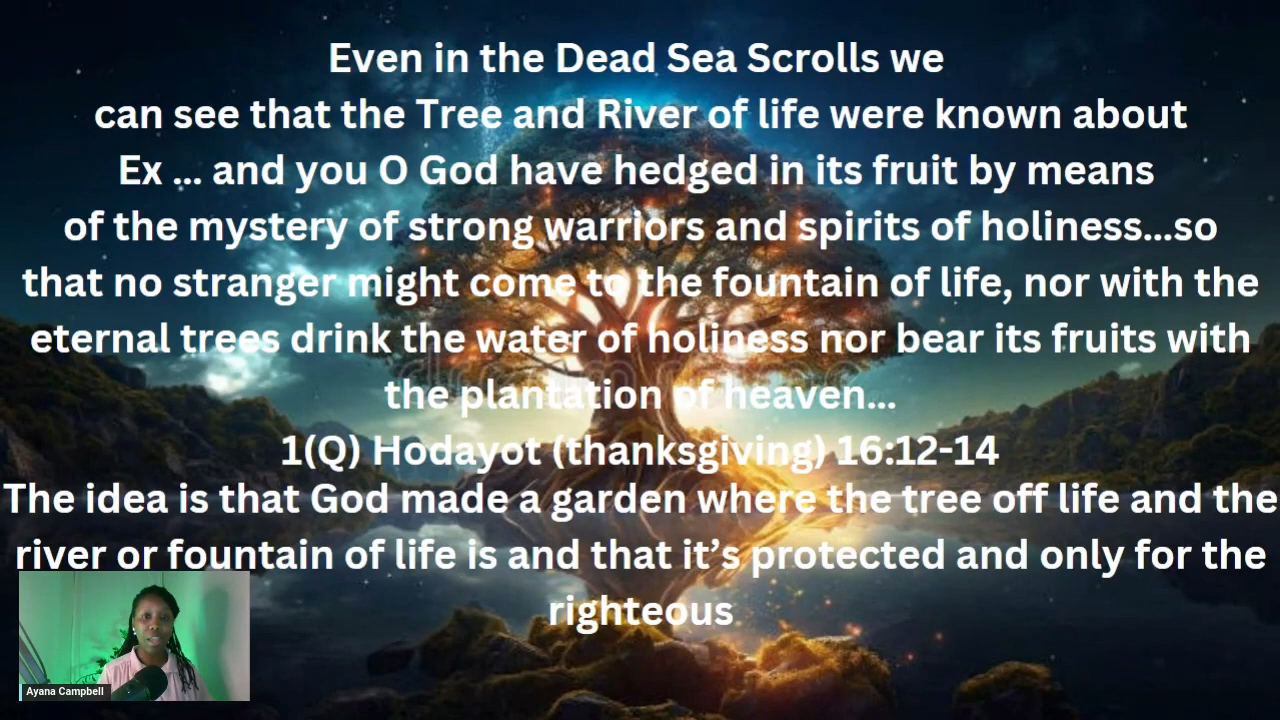 Even in the Dead Sea Scrolls we
can see that the Tree and River of life were known about
Ex ... and you O God have hedged in its fruit by means
of the mystery of strong warriors and spirits of holiness...so
that no stranger might come to the fountain of life, nor with the
eternal trees drink the water of holiness nor bear its fruits with
the plantation of heaven...
1(Q) Hodayot (thanksgiving) 16:12-14
The idea is that God made a garden where the tree off life and the
river or fountain of life is and that it’s protected and only for the
righteous
Ayana Campbell